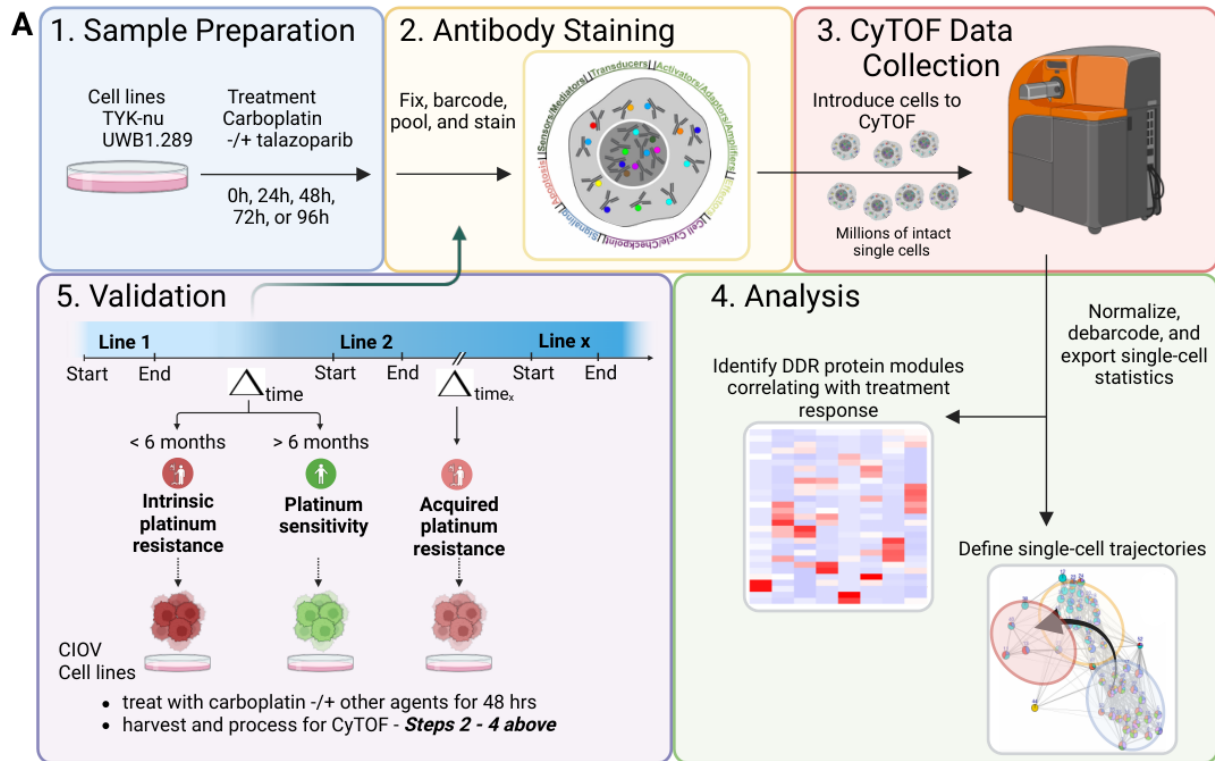 A
1. Sample Preparation
Cell lines
TYK-nu
UWB1.289
Treatment
Carboplatin
-/+ talazoparib
0h, 24h, 48h,
72h, or 96h
2. Antibody Staining
Fix, barcode,
pool, and stain
Sensors/Mediators
Transducers
Activators/Adaptors/Amplifiers
Effectors
Cell Cycle/Checkpoint
Signaling
Apoptosis
3. CyTOF Data
Collection
Introduce cells to
CyTOF
Millions of intact
single cells
4. Analysis
Normalize,
debarcode, and
export single-cell
statistics
Identify DDR protein modules
correlating with treatment
response
Define single-cell trajectories
5. Validation
Line 1
Line 2
Line x
Start
End
Start
End
Start
End
△time
△timeₓ
< 6 months
> 6 months
Intrinsic
platinum
resistance
Platinum
sensitivity
Acquired
platinum
resistance
CIOV
Cell lines
• treat with carboplatin -/+ other agents for 48 hrs
• harvest and process for CyTOF - Steps 2 - 4 above